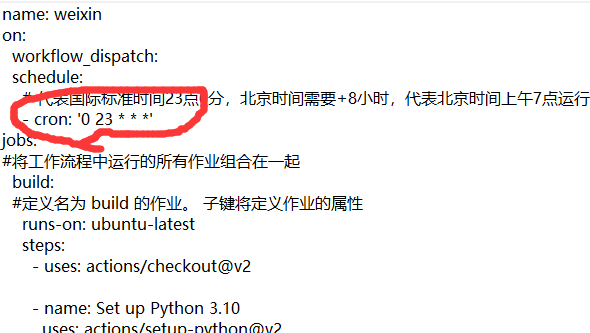 name: weixin
on:
workflow_dispatch:
schedule:
# 代表国际标准时间23点 分，北京时间需要+8小时，代表北京时间上午7点运行
- cron: '0 23 * * *'
jobs:
#将工作流程中运行的所有作业组合在一起
build:
#定义名为 build 的作业。 子键将定义作业的属性
runs-on: ubuntu-latest
steps:
- uses: actions/checkout@v2
- name: Set up Python 3.10
uses: actions/setup-python@v2